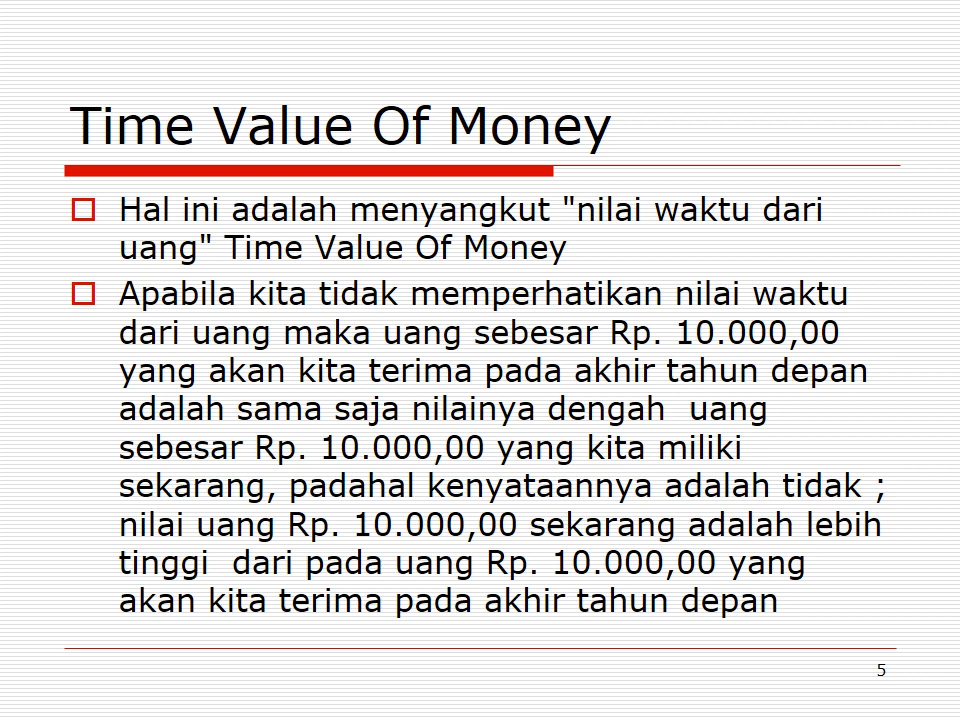 Time Value Of Money
Hal ini adalah menyangkut "nilai waktu dari
uang" Time Value Of Money
Apabila kita tidak memperhatikan nilai waktu
dari uang maka uang sebesar Rp. 10.000,00
yang akan kita terima pada akhir tahun depan
adalah sama saja nilainya dengah  uang
sebesar Rp. 10.000,00 yang kita miliki
sekarang, padahal kenyataannya adalah tidak ;
nilai uang Rp. 10.000,00 sekarang adalah lebih
tinggi  dari pada uang Rp. 10.000,00 yang
akan kita terima pada akhir tahun depan
5